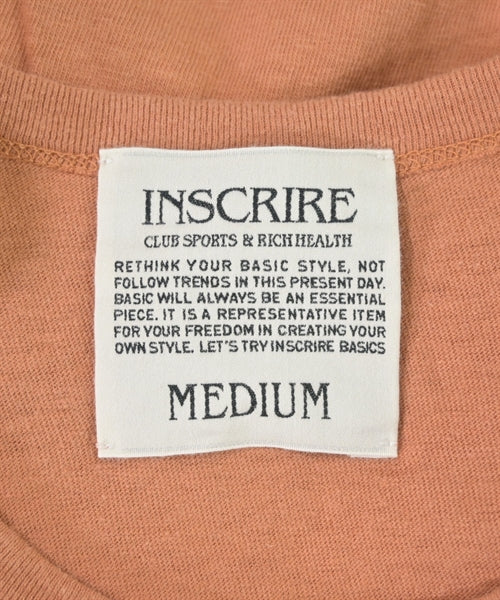 INSCRIRE
CLUB SPORTS & RICH HEALTH
RETHINK YOUR BASIC STYLE, NOT
FOLLOW TRENDS IN THIS PRESENT DAY.
BASIC WILL ALWAYS BE AN ESSENTIAL
PIECE. IT IS A REPRESENTATIVE ITEM
FOR YOUR FREEDOM IN CREATING YOUR
OWN STYLE. LET'S TRY INSCRIRE BASICS
MEDIUM